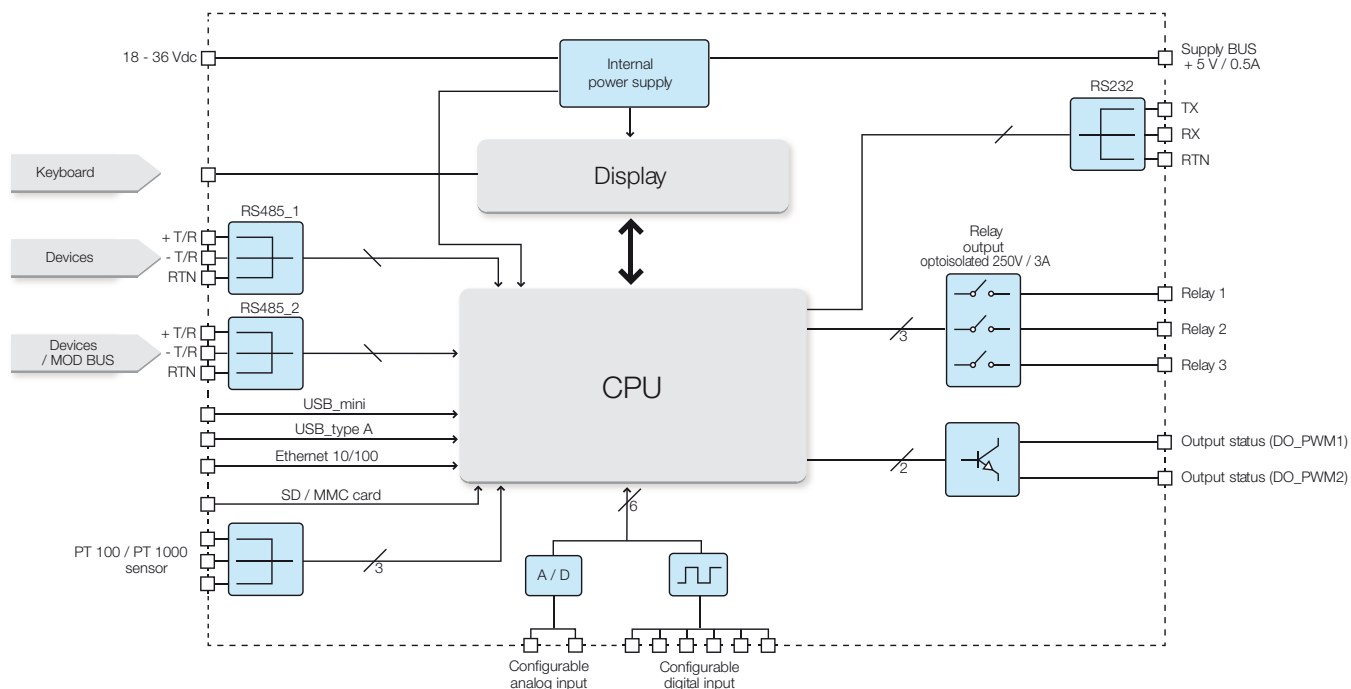 18 - 36 Vdc
Internal
power supply
Supply BUS
+ 5 V / 0.5A
RS232
TX
RX
RTN
Keyboard
Display
RS485_1
+ T/R
- T/R
RTN
Devices
Relay
output
optoisolated 250V / 3A
Relay 1
Relay 2
Relay 3
3
RS485_2
+ T/R
- T/R
RTN
Devices
/ MOD BUS
CPU
USB_mini
USB_type A
Ethernet 10/100
SD / MMC card
Output status (DO_PWM1)
Output status (DO_PWM2)
2
6
PT 100 / PT 1000
sensor
3
A / D
Configurable
analog input
Configurable
digital input